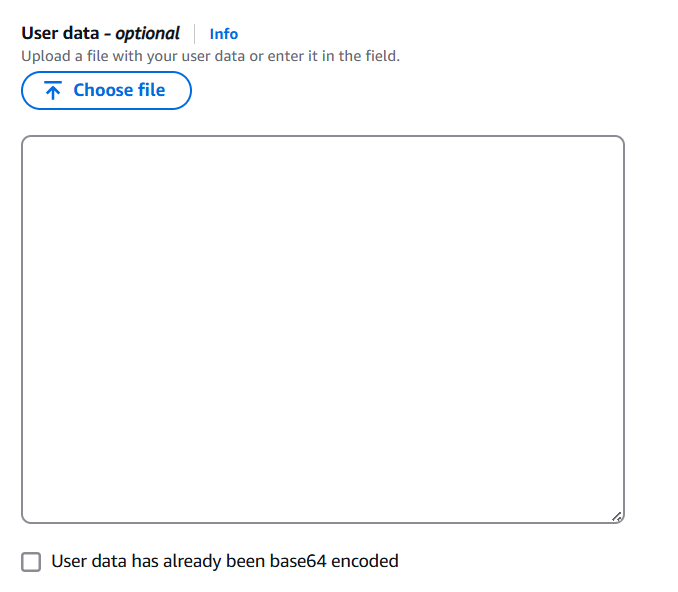 User data - optional Info
Upload a file with your user data or enter it in the field.
Choose file
User data has already been base64 encoded